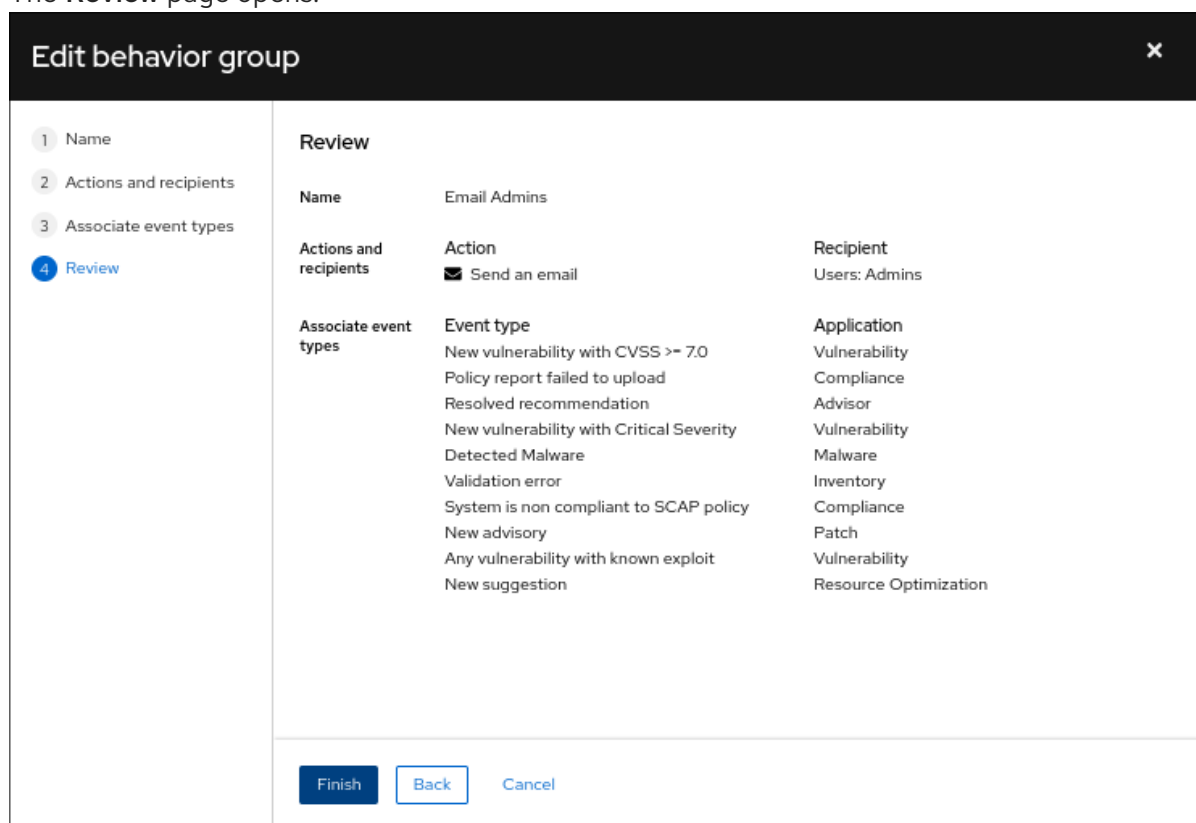 The Review page opens.
Edit behavior group
1 Name
2 Actions and recipients
3 Associate event types
4 Review
Review
Name Email Admins
Actions and recipients
Action Recipient
Send an email Users: Admins
Associate event types
Event type Application
New vulnerability with CVSS >= 7.0 Vulnerability
Policy report failed to upload Compliance
Resolved recommendation Advisor
New vulnerability with Critical Severity Vulnerability
Detected Malware Malware
Validation error Inventory
System is non compliant to SCAP policy Compliance
New advisory Patch
Any vulnerability with known exploit Vulnerability
New suggestion Resource Optimization
Finish Back Cancel